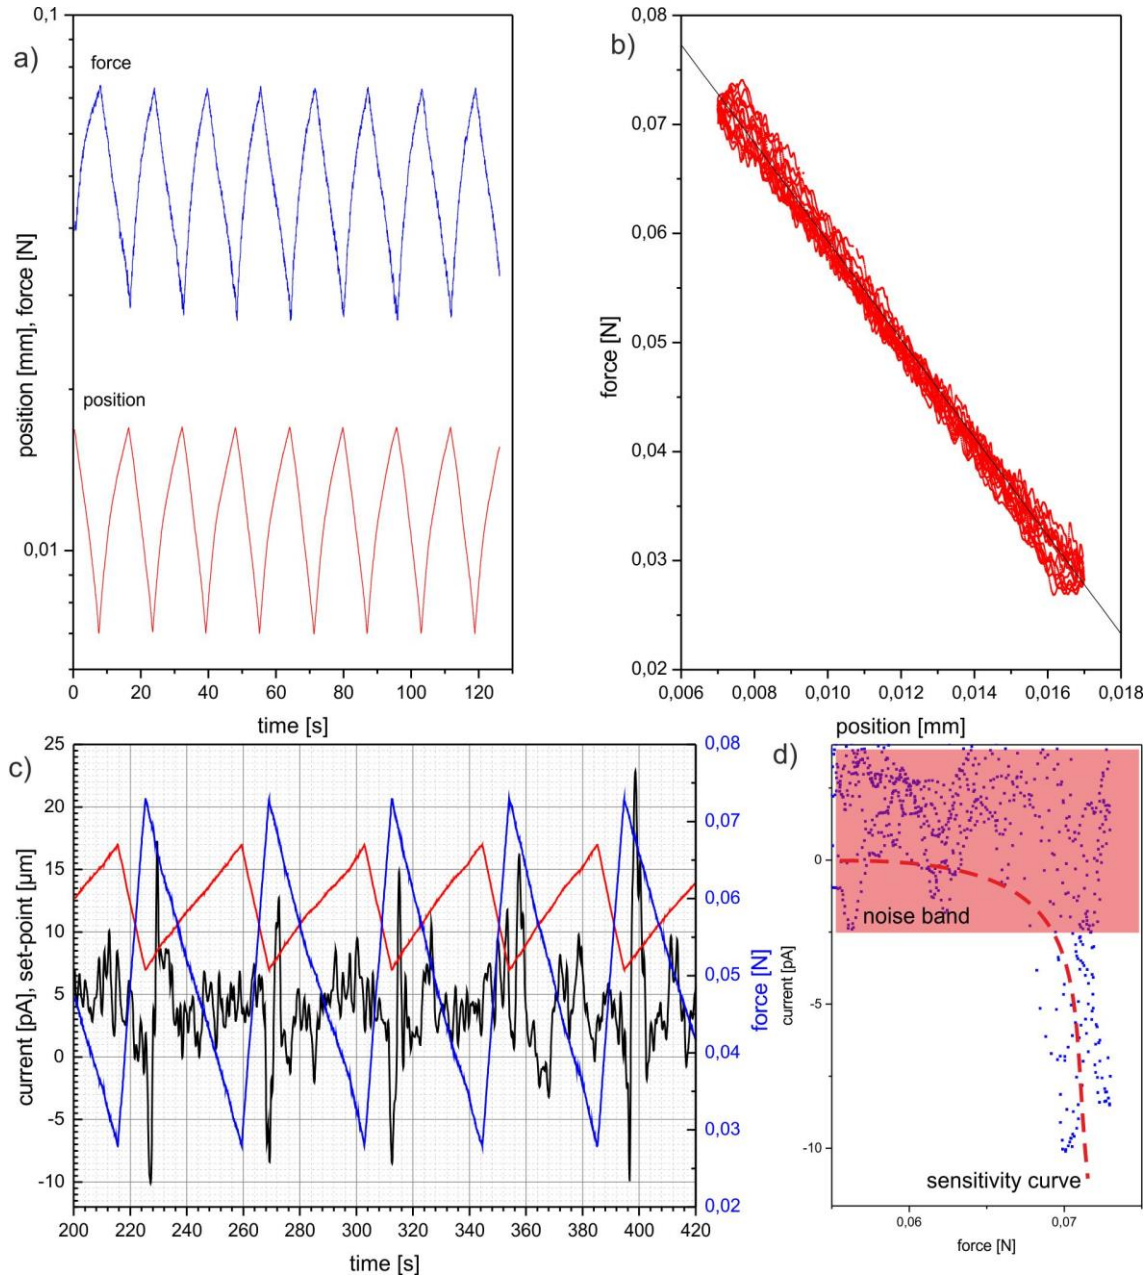 a)
0,1
force
position
position [mm], force [N]
0,01
0 20 40 60 80 100 120
time [s]
b)
0,08
0,07
0,06
0,05
0,04
0,03
0,02
force [N]
0,006 0,008 0,010 0,012 0,014 0,016 0,018
position [mm]
c)
25
20
15
10
5
0
-5
-10
current [pA], set-point [µm]
0,08
0,07
0,06
0,05
0,04
0,03
0,02
force [N]
200 220 240 260 280 300 320 340 360 380 400 420
time [s]
d)
0
-5
-10
current [pA]
noise band
sensitivity curve
0,06 0,07
force [N]